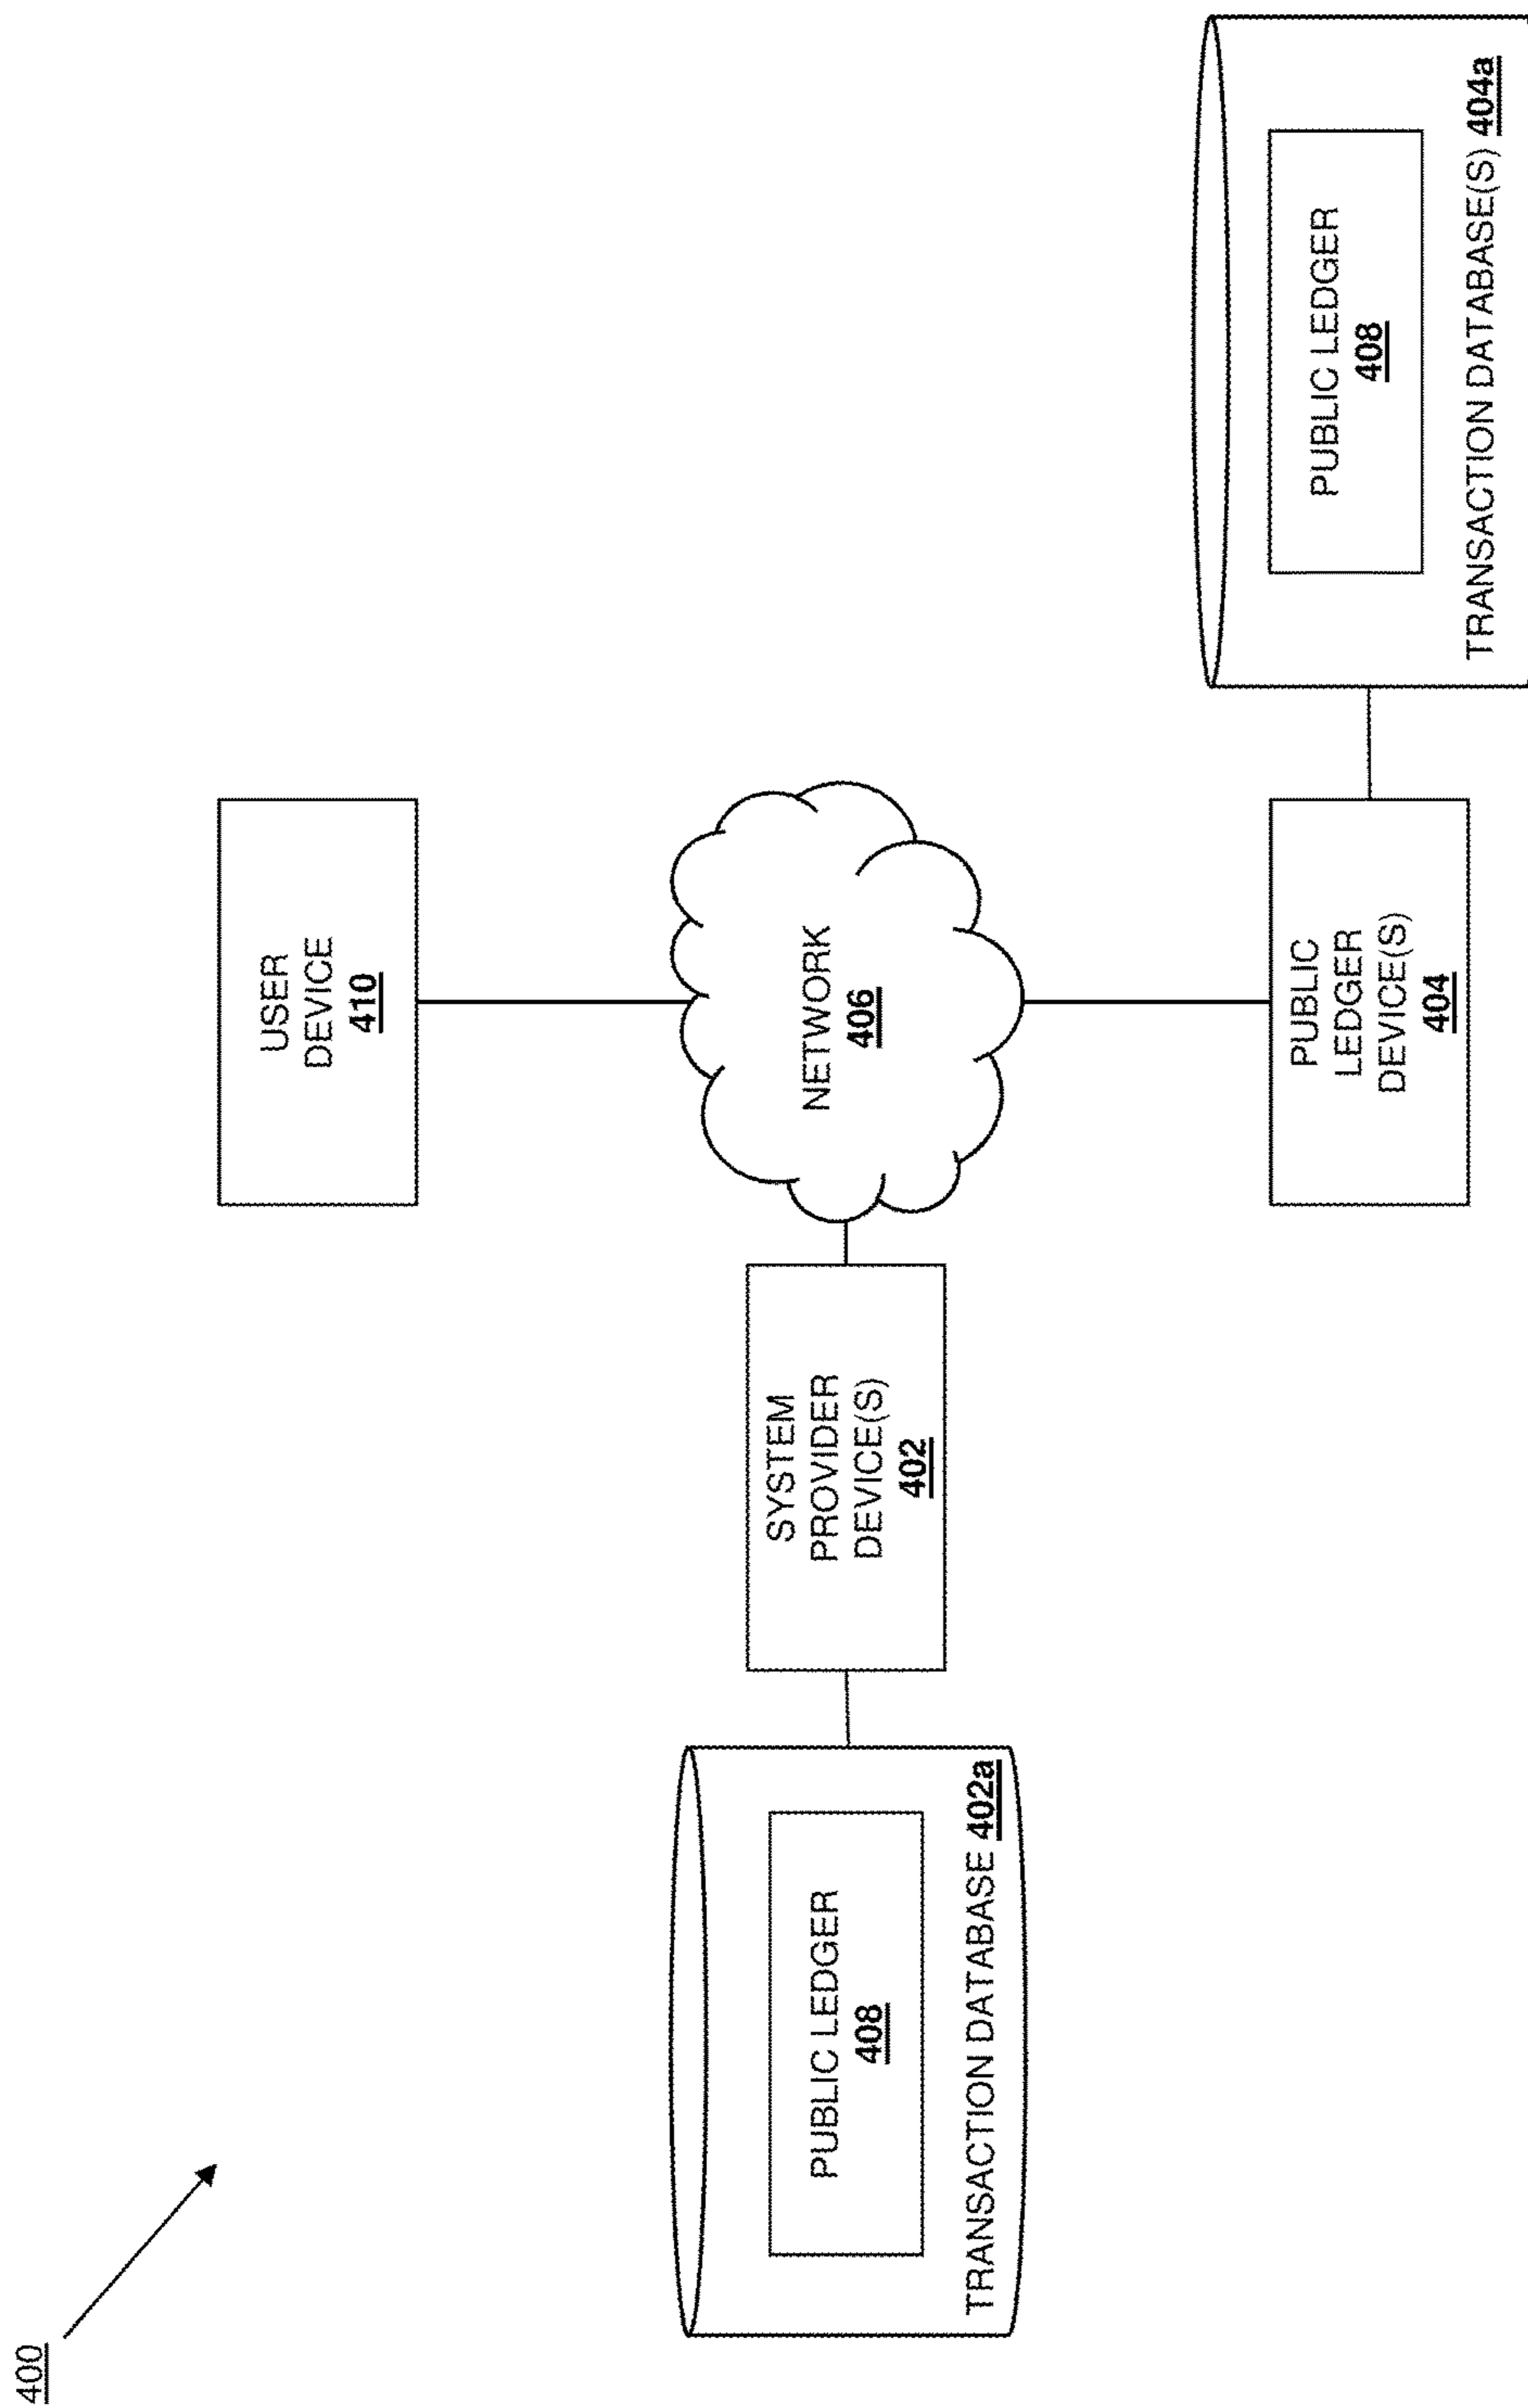 400
USER
DEVICE
410
NETWORK
406
SYSTEM
PROVIDER
DEVICE(S)
402
PUBLIC LEDGER
408
TRANSACTION DATABASE 402a
PUBLIC
LEDGER
DEVICE(S)
404
PUBLIC LEDGER
408
TRANSACTION DATABASE(S) 404a